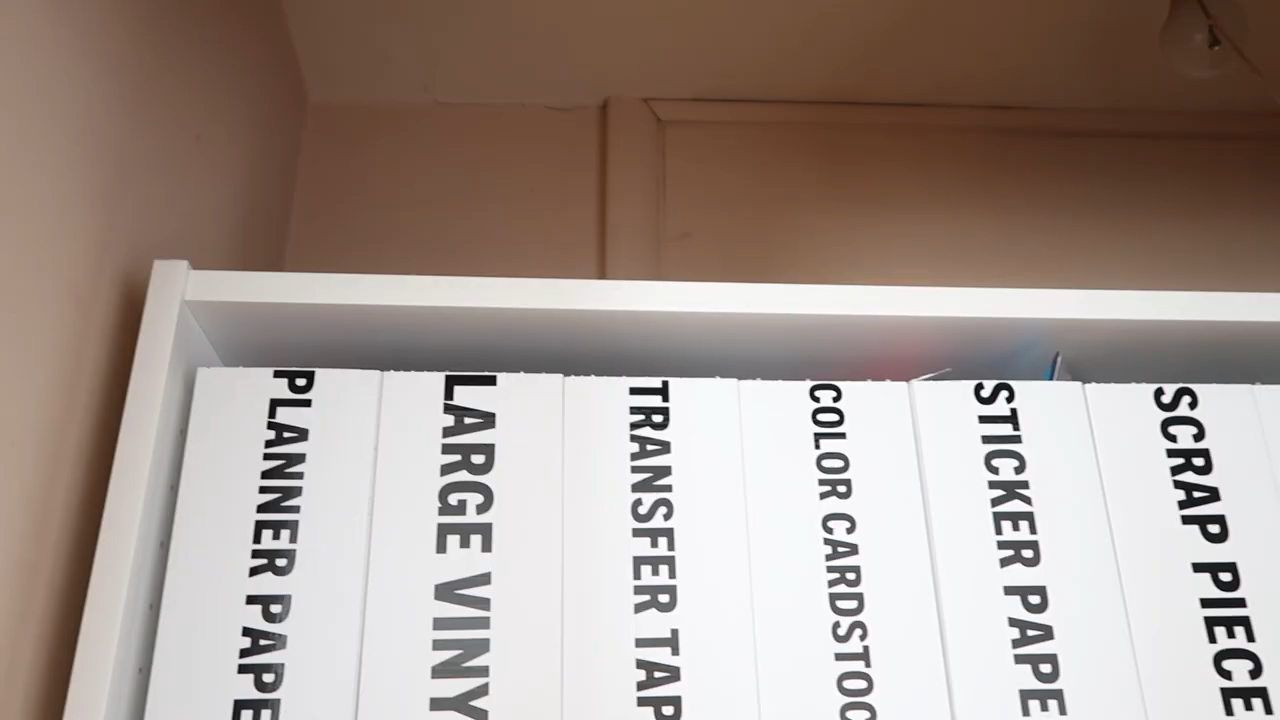 PLANNER PAPE
LARGE VINY
TRANSFER TAP
COLOR CARDSTOC
STICKER PAPE
SCRAP PIECE